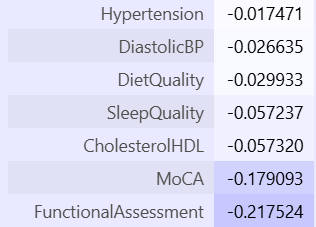 Hypertension -0.017471
DiastolicBP -0.026635
DietQuality -0.029933
SleepQuality -0.057237
CholesterolHDL -0.057320
MoCA -0.179093
FunctionalAssessment -0.217524